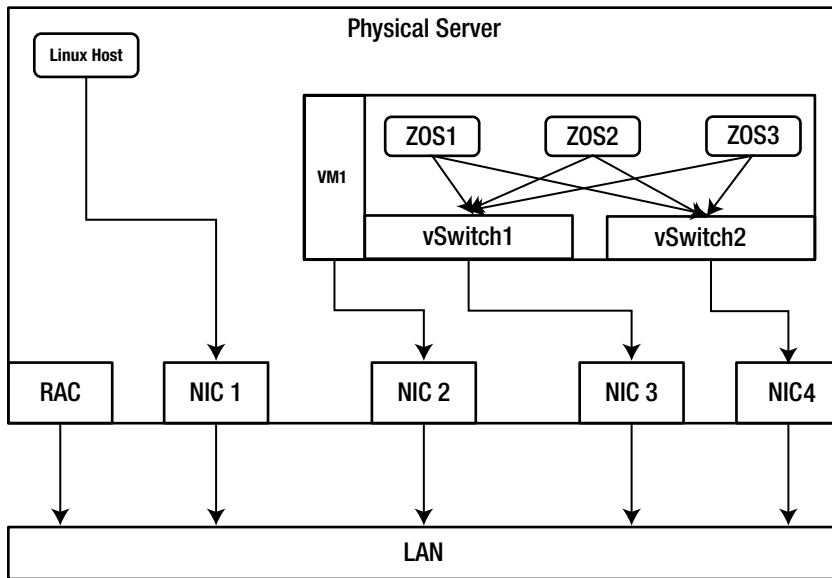 Physical Server
Linux Host
ZOS1
ZOS2
ZOS3
VM1
vSwitch1
vSwitch2
RAC
NIC 1
NIC 2
NIC 3
NIC4
LAN